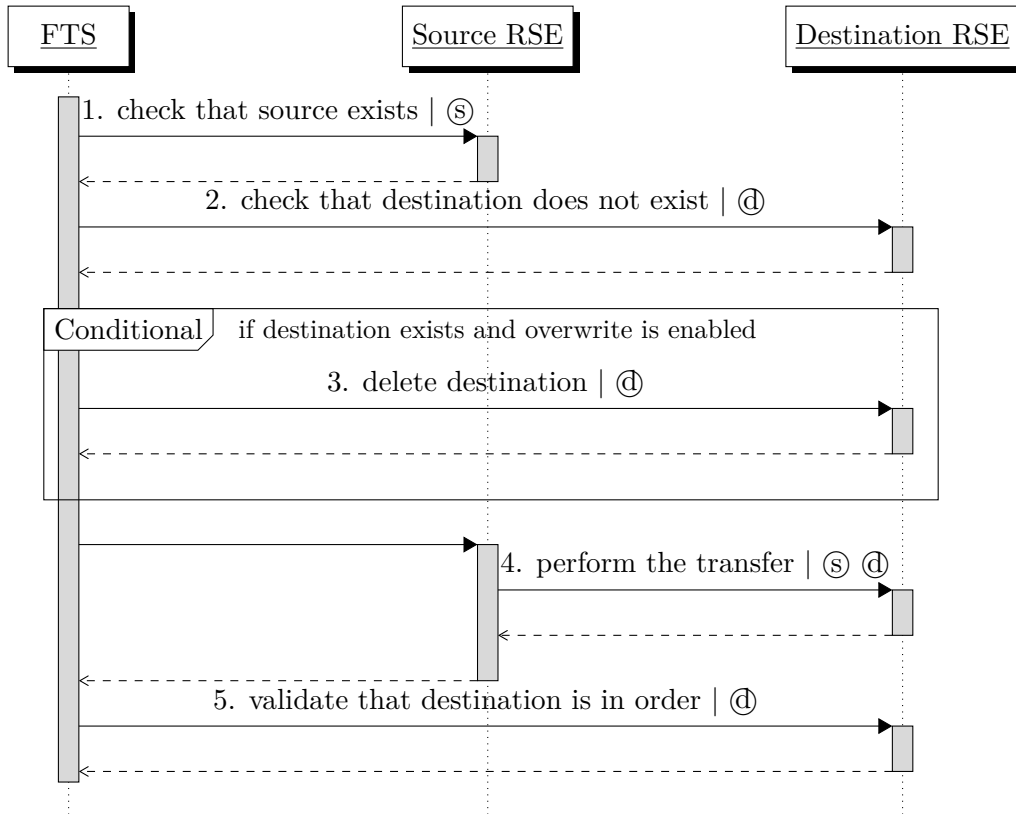 FTS
Source RSE
Destination RSE
1. check that source exists | ⓢ
2. check that destination does not exist | ⓓ
Conditional if destination exists and overwrite is enabled
3. delete destination | ⓓ
4. perform the transfer | ⓢ ⓓ
5. validate that destination is in order | ⓓ